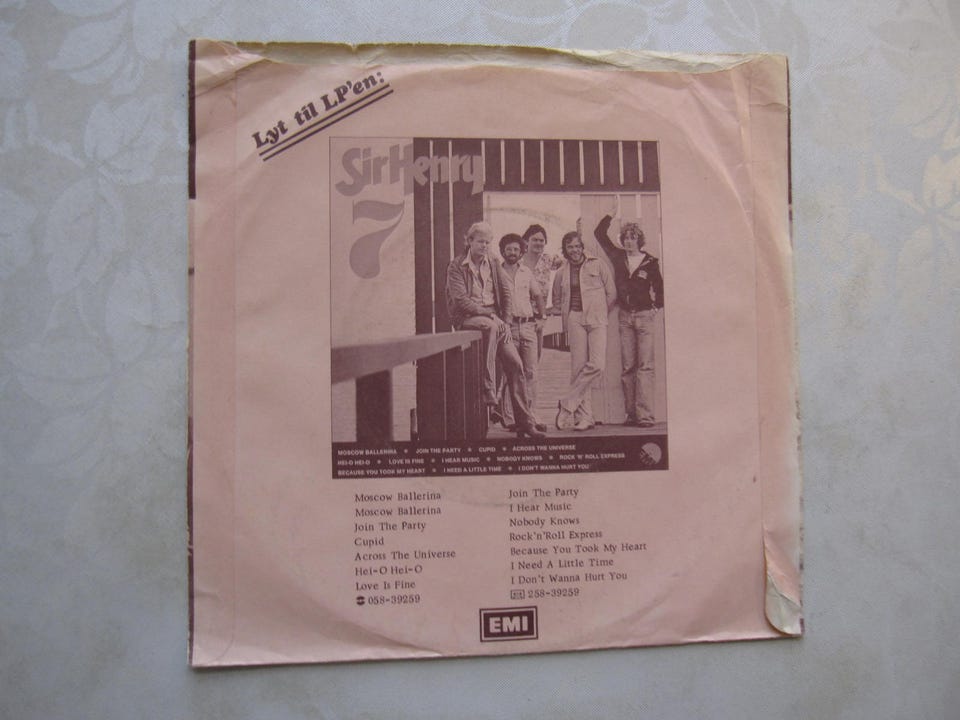 Lyt til LP'en:
Sir Henry
7
MOSCOW BALLERINA ★ JOIN THE PARTY ★ CUPID ★ ACROSS THE UNIVERSE
HEI-O HEI-O ★ LOVE IS FINE ★ I HEAR MUSIC ★ NOBODY KNOWS ★ ROCK 'N' ROLL EXPRESS
BECAUSE YOU TOOK MY HEART ★ I NEED A LITTLE TIME ★ I DON'T WANNA HURT YOU
Moscow Ballerina
Moscow Ballerina
Join The Party
Cupid
Across The Universe
Hei-O Hei-O
Love Is Fine
058-39259
Join The Party
I Hear Music
Nobody Knows
Rock'n'Roll Express
Because You Took My Heart
I Need A Little Time
I Don't Wanna Hurt You
258-39259
EMI